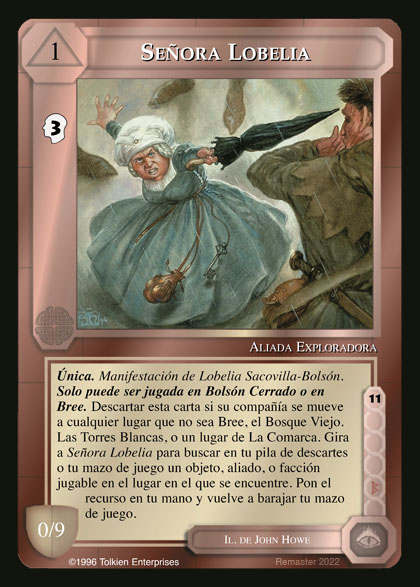 1
SEÑORA LOBELIA
3
ALIADA EXPLORADORA
Única. Manifestación de Lobelia Sacovilla-Bolsón.
Solo puede ser jugada en Bolsón Cerrado o en
Bree. Descartar esta carta si su compañía se mueve
a cualquier lugar que no sea Bree, el Bosque Viejo.
Las Torres Blancas, o un lugar de La Comarca. Gira
a Señora Lobelia para buscar en tu pila de descartes
o tu mazo de juego un objeto, aliado, o facción
jugable en el lugar en el que se encuentre. Pon el
recurso en tu mano y vuelve a barajar tu mazo
de juego.
11
0/9
IL. DE JOHN HOWE
©1996 Tolkien Enterprises
Remaster 2022